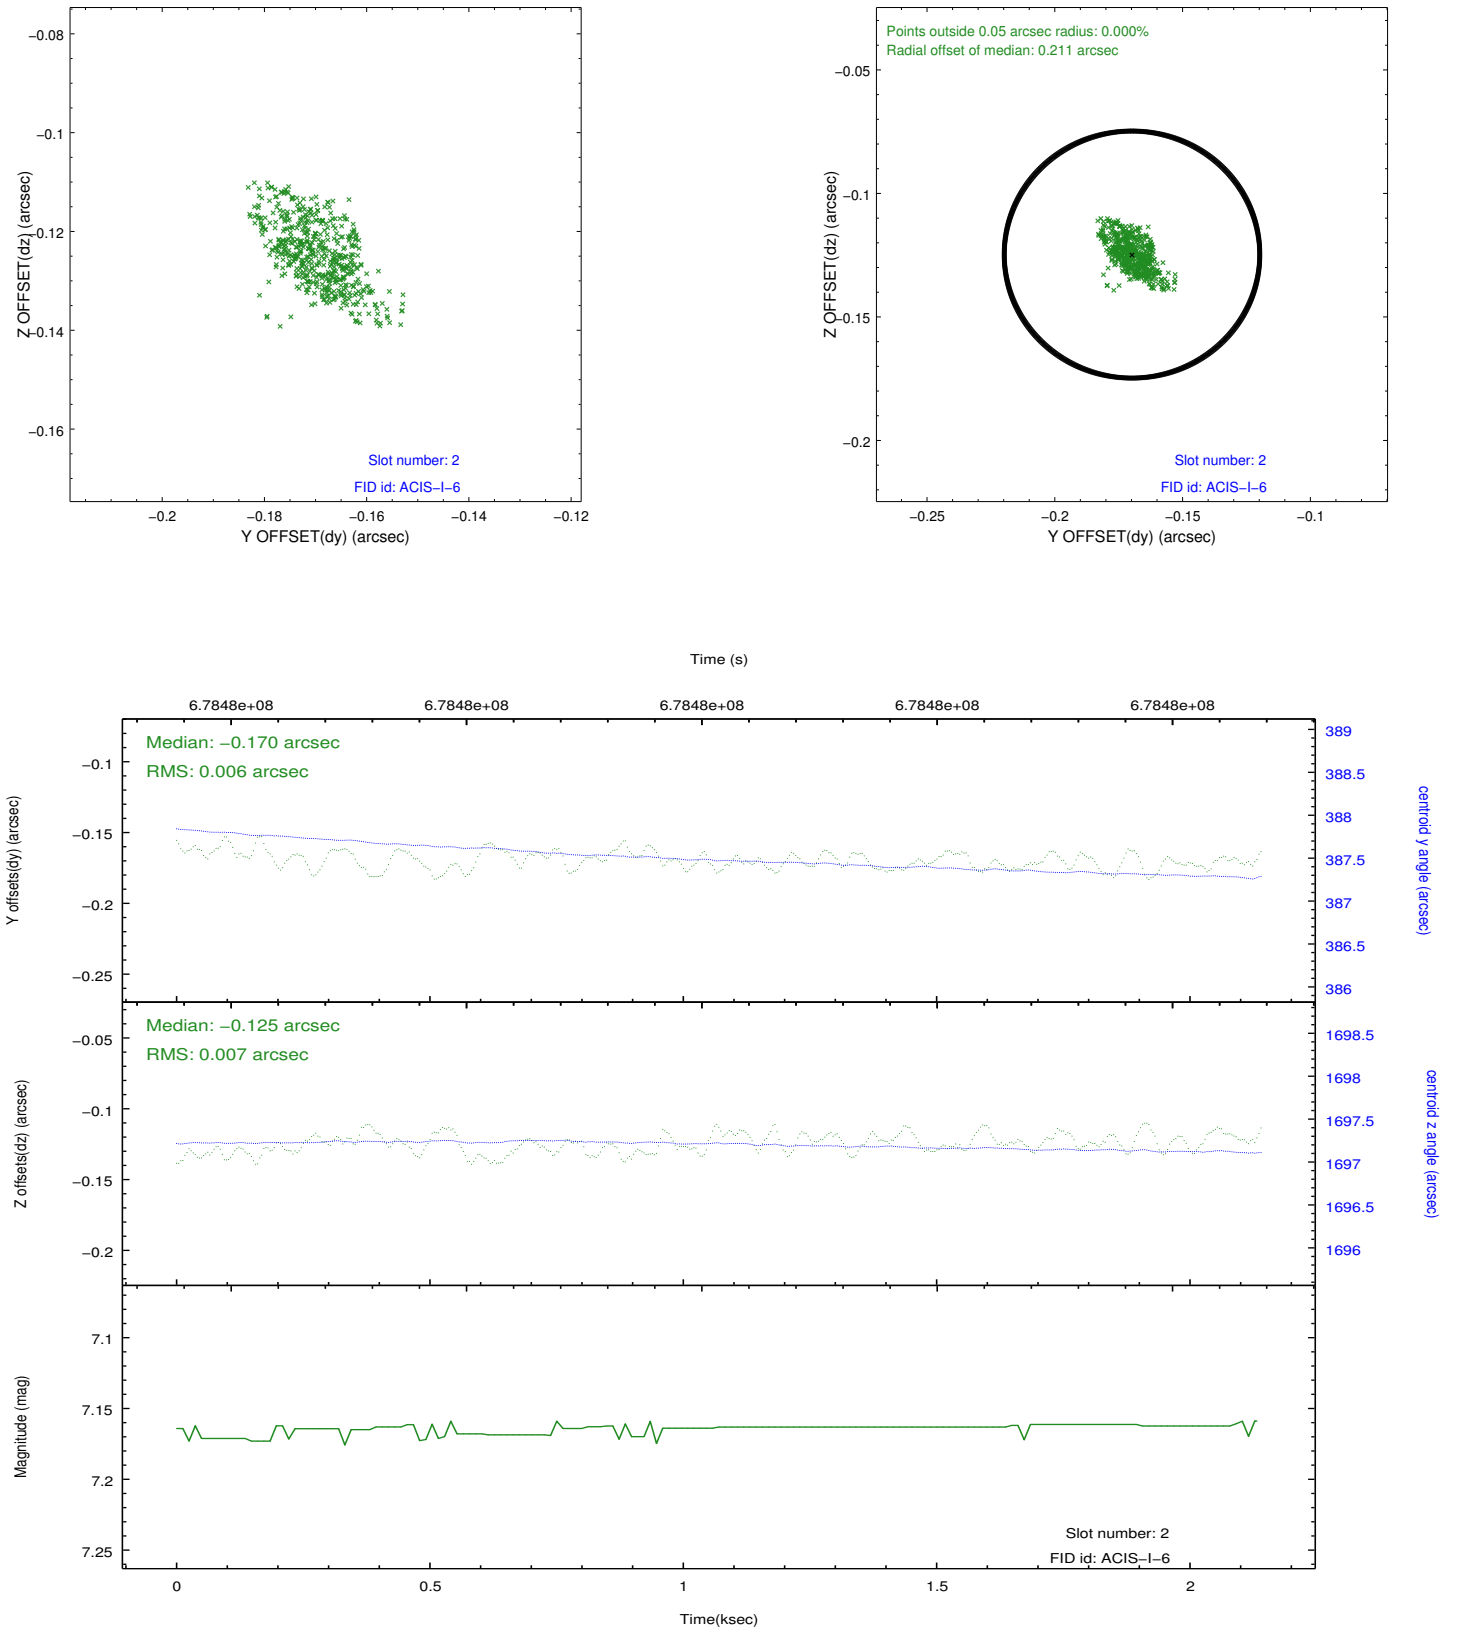 −0.08
−0.1
−0.12
−0.14
−0.16
Z OFFSET(dz) (arcsec)
Slot number: 2
FID id: ACIS−I−6
−0.2
−0.18
−0.16
−0.14
−0.12
Y OFFSET(dy) (arcsec)
Points outside 0.05 arcsec radius: 0.000%
Radial offset of median: 0.211 arcsec
−0.05
−0.1
−0.15
−0.2
Z OFFSET(dz) (arcsec)
Slot number: 2
FID id: ACIS−I−6
−0.25
−0.2
−0.15
−0.1
Y OFFSET(dy) (arcsec)
Time (s)
6.7848e+08
6.7848e+08
6.7848e+08
6.7848e+08
6.7848e+08
Median: −0.170 arcsec
RMS: 0.006 arcsec
−0.1
−0.15
−0.2
−0.25
Y offsets(dy) (arcsec)
389
388.5
388
387.5
387
386.5
386
centroid y angle (arcsec)
Median: −0.125 arcsec
RMS: 0.007 arcsec
−0.05
−0.1
−0.15
−0.2
Z offsets(dz) (arcsec)
1698.5
1698
1697.5
1697
1696.5
1696
centroid z angle (arcsec)
7.1
7.15
7.2
7.25
Magnitude (mag)
Slot number: 2
FID id: ACIS−I−6
0
0.5
1
1.5
2
Time(ksec)